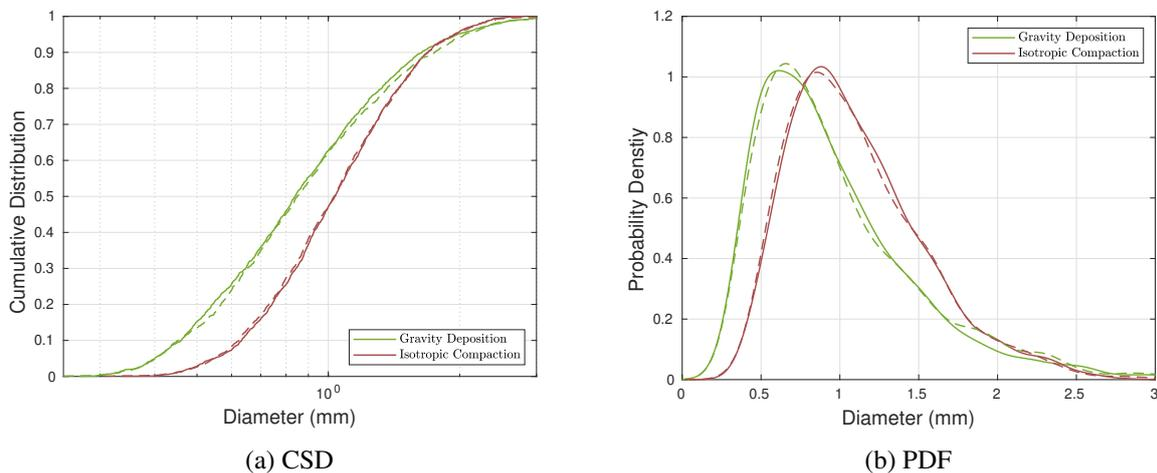 1
0.9
0.8
0.7
0.6
0.5
0.4
0.3
0.2
0.1
0
Cumulative Distribution
Gravity Deposition
Isotropic Compaction
10^0
Diameter (mm)
(a) CSD
1.2
1
0.8
0.6
0.4
0.2
0
Probability Denstiy
Gravity Deposition
Isotropic Compaction
0 0.5 1 1.5 2 2.5 3
Diameter (mm)
(b) PDF